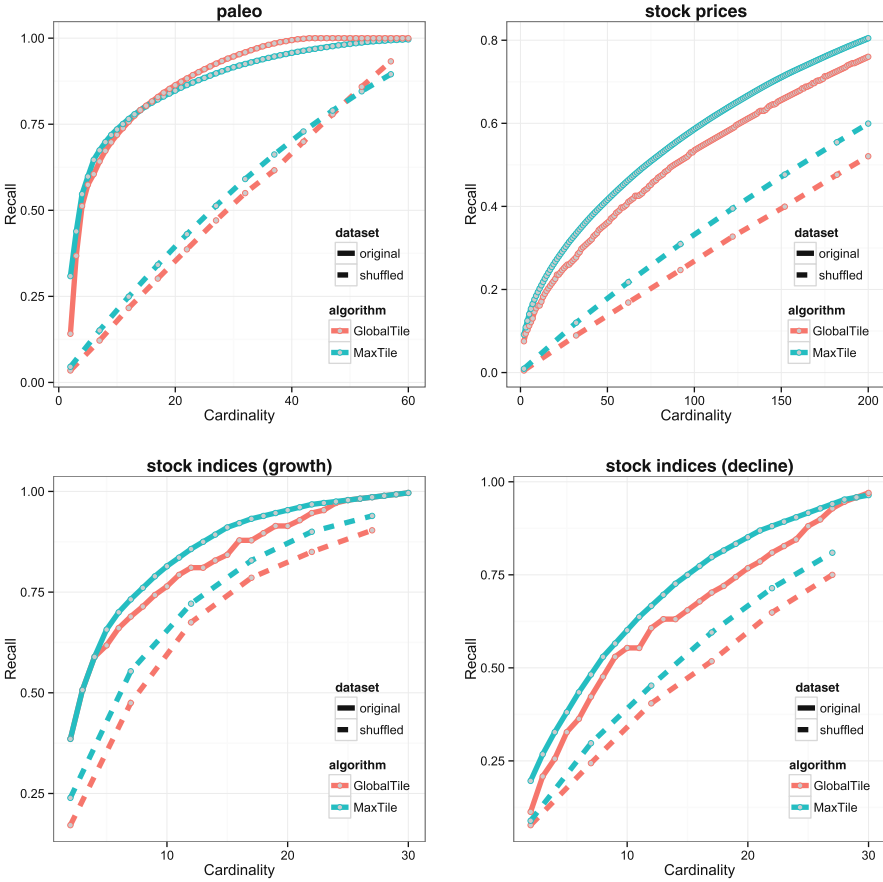 paleo
1.00
0.75
0.50
0.25
0.00
Recall
0
20
40
60
Cardinality
dataset
original
shuffled
algorithm
GlobalTile
MaxTile
stock prices
0.8
0.6
0.4
0.2
0.0
Recall
0
50
100
150
200
Cardinality
dataset
original
shuffled
algorithm
GlobalTile
MaxTile
stock indices (growth)
1.00
0.75
0.50
0.25
Recall
10
20
30
Cardinality
dataset
original
shuffled
algorithm
GlobalTile
MaxTile
stock indices (decline)
1.00
0.75
0.50
0.25
Recall
10
20
30
Cardinality
dataset
original
shuffled
algorithm
GlobalTile
MaxTile